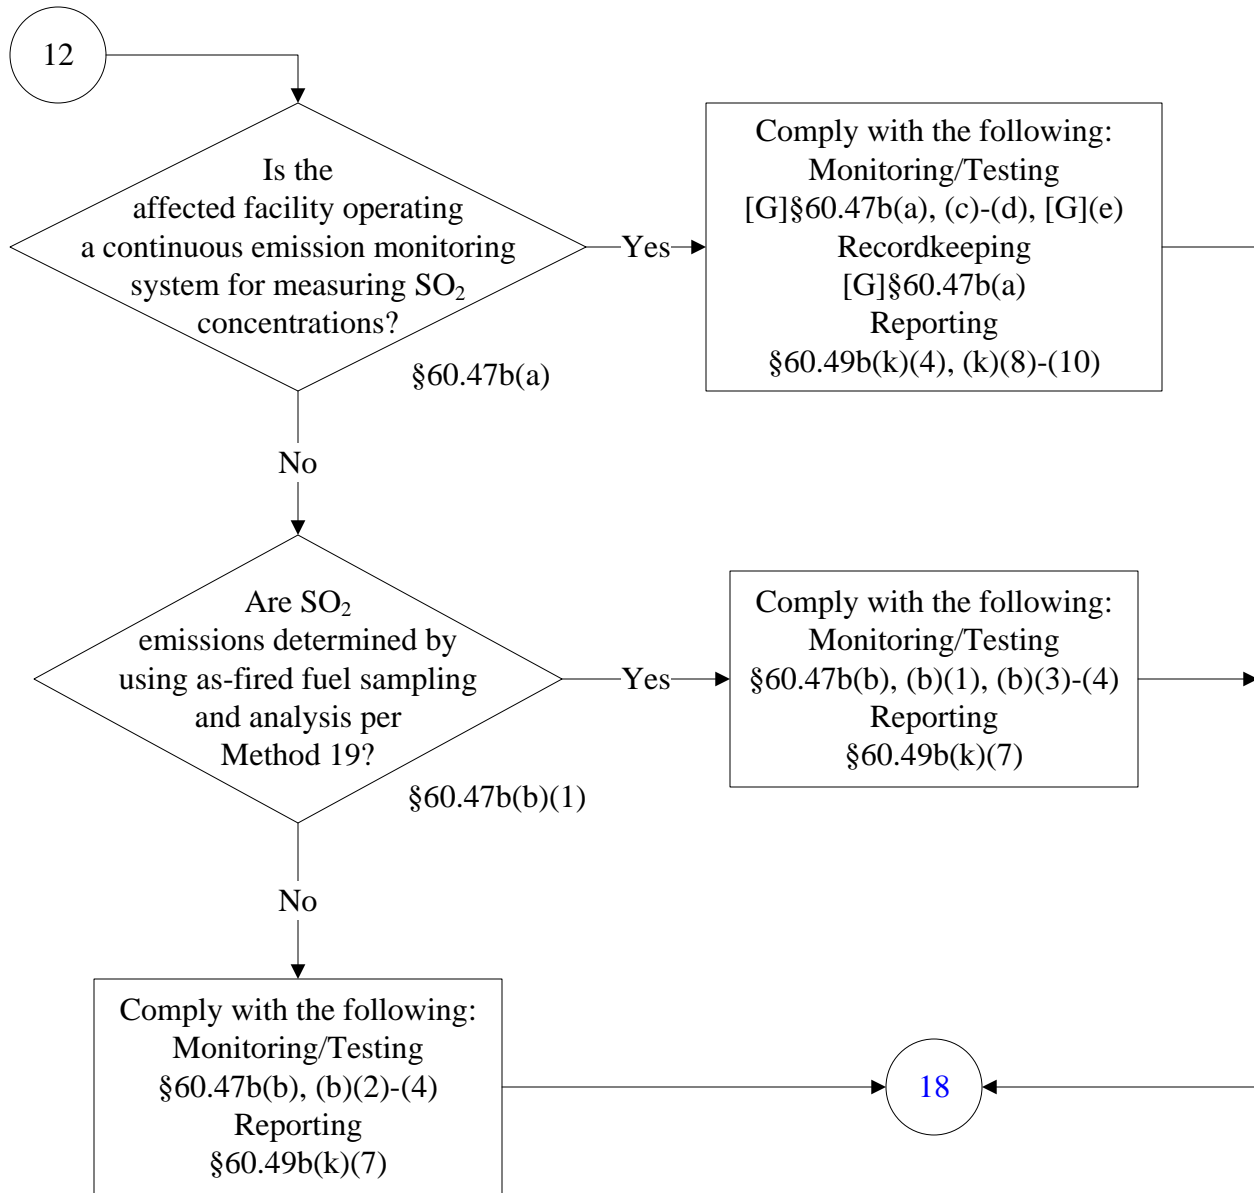 12
Is the
affected facility operating
a continuous emission monitoring
system for measuring SO₂
concentrations?
§60.47b(a)
Yes
Comply with the following:
Monitoring/Testing
[G]§60.47b(a), (c)-(d), [G](e)
Recordkeeping
[G]§60.47b(a)
Reporting
§60.49b(k)(4), (k)(8)-(10)
No
Are SO₂
emissions determined by
using as-fired fuel sampling
and analysis per
Method 19?
§60.47b(b)(1)
Yes
Comply with the following:
Monitoring/Testing
§60.47b(b), (b)(1), (b)(3)-(4)
Reporting
§60.49b(k)(7)
No
Comply with the following:
Monitoring/Testing
§60.47b(b), (b)(2)-(4)
Reporting
§60.49b(k)(7)
18